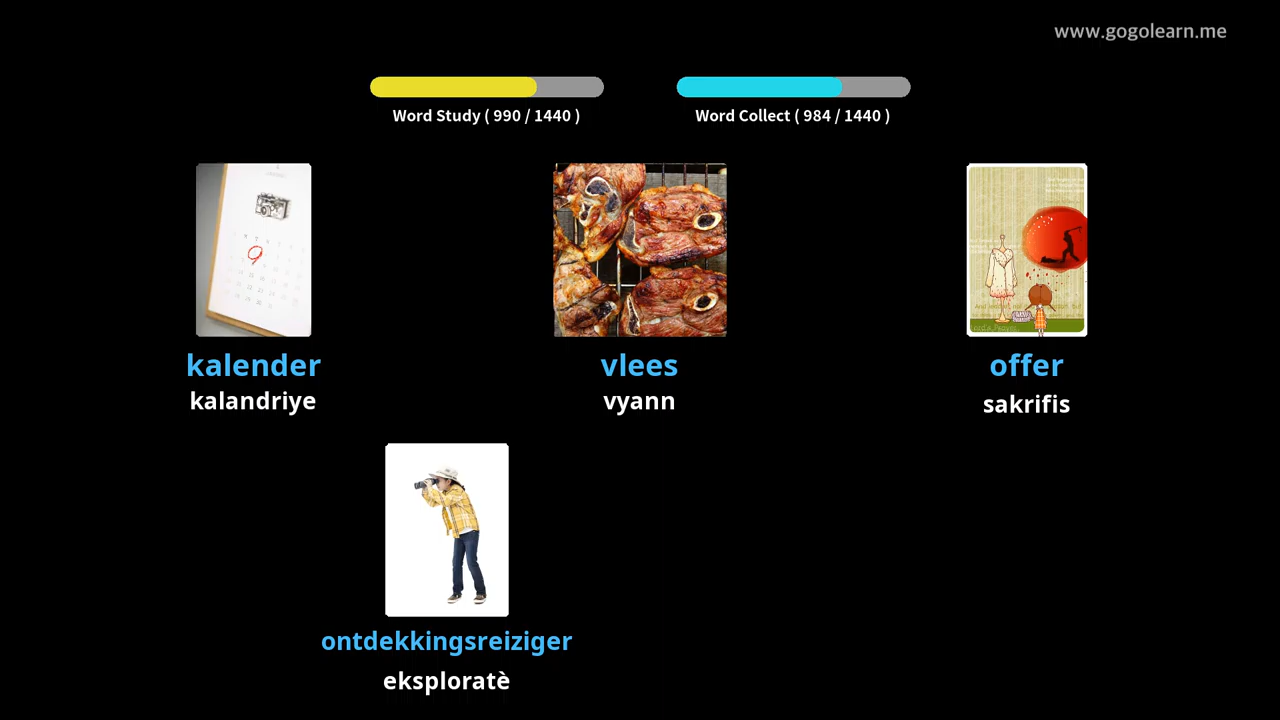 www.gogolearn.me
Word Study ( 990 / 1440 )
Word Collect ( 984 / 1440 )
kalender
kalandriye
vlees
vyann
offer
sakrifis
ontdekkingsreiziger
eksploratè